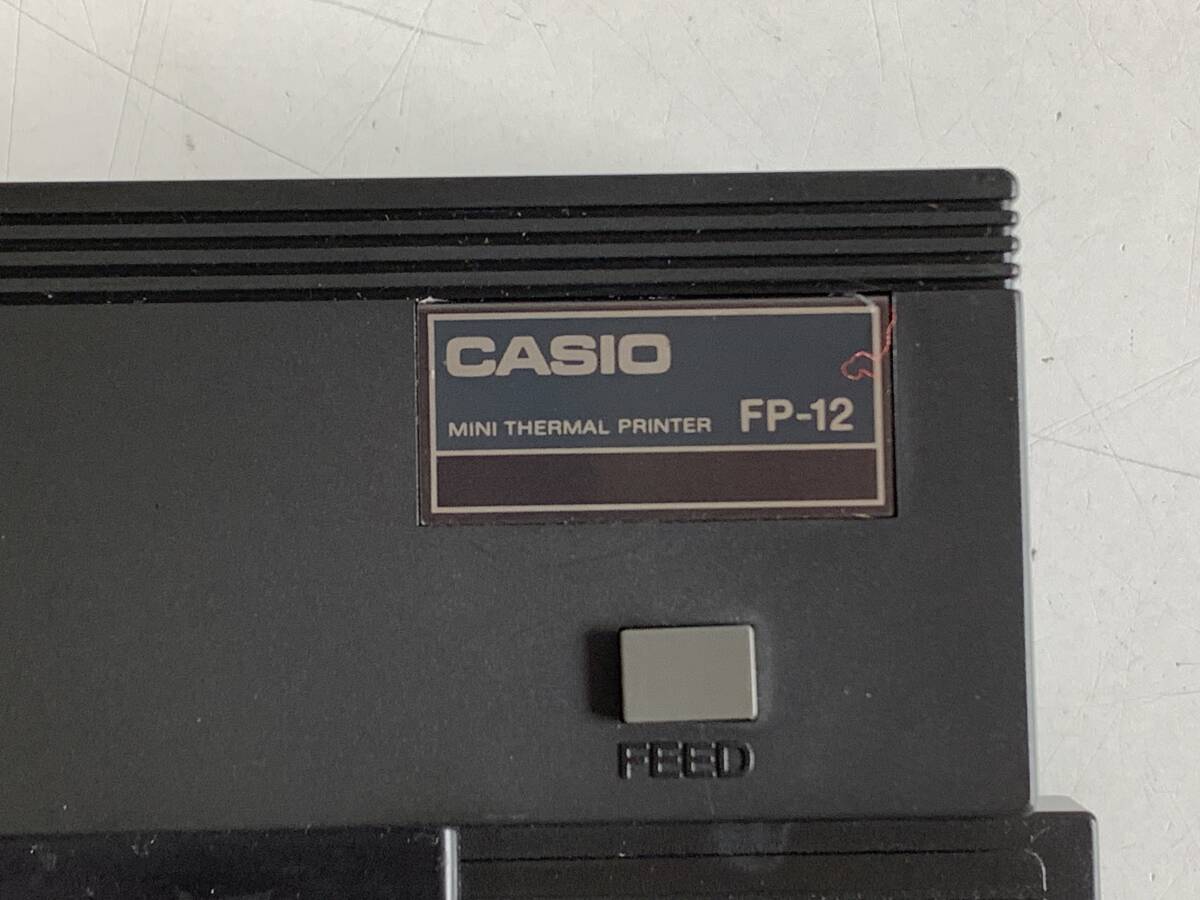 CASIO
MINI THERMAL PRINTER FP-12
FEED